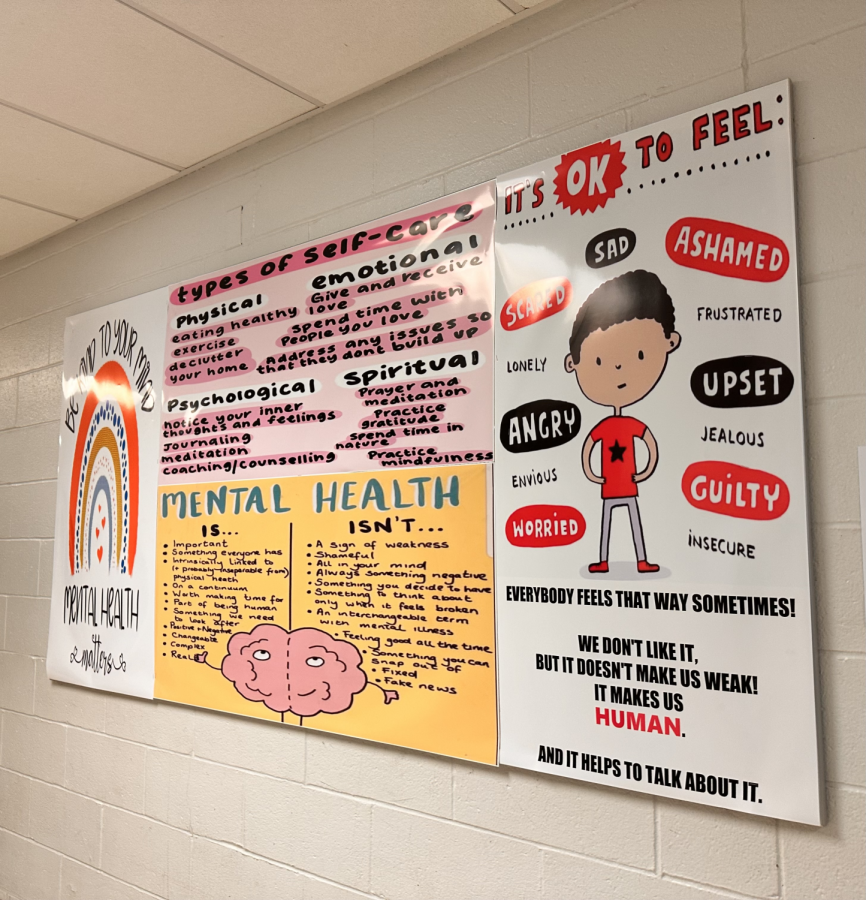 BE KIND TO YOUR MIND
MENTAL HEALTH
matters
types of self-care
Physical
eating healthy
exercise
declutter
your home
emotional
Give and receive
love
Spend time with
People you love
Address any issues so
that they dont build up
Psychological
notice your inner
thoughts and feelings
Journaling
meditation
coaching/counselling
Spiritual
Prayer and
meditation
Practice
gratitude
Spend time in
nature
Practice
mindfulness
MENTAL HEALTH
IS...
• Important
• Something everyone has
• Intrinsically linked to
(+ probably inseparable from)
physical heath
• On a continuum
• Worth making time for
• Part of being human
• Something we need
to look after
• Positive + Negative
• Changeable
• Complex
• Real
ISN'T...
• A sign of weakness
• Shameful
• All in your mind
• Always something negative
• Something you decide to have
• Something to think about
only when it feels broken
• An interchangeable term
with mental illness
• Feeling good all the time
• Something you can
snap out of
• Fixed
• Fake news
IT'S OK TO FEEL:
SAD
ASHAMED
SCARED
FRUSTRATED
LONELY
UPSET
ANGRY
JEALOUS
ENVIOUS
GUILTY
WORRIED
INSECURE
EVERYBODY FEELS THAT WAY SOMETIMES!
WE DON'T LIKE IT,
BUT IT DOESN'T MAKE US WEAK!
IT MAKES US
HUMAN.
AND IT HELPS TO TALK ABOUT IT.